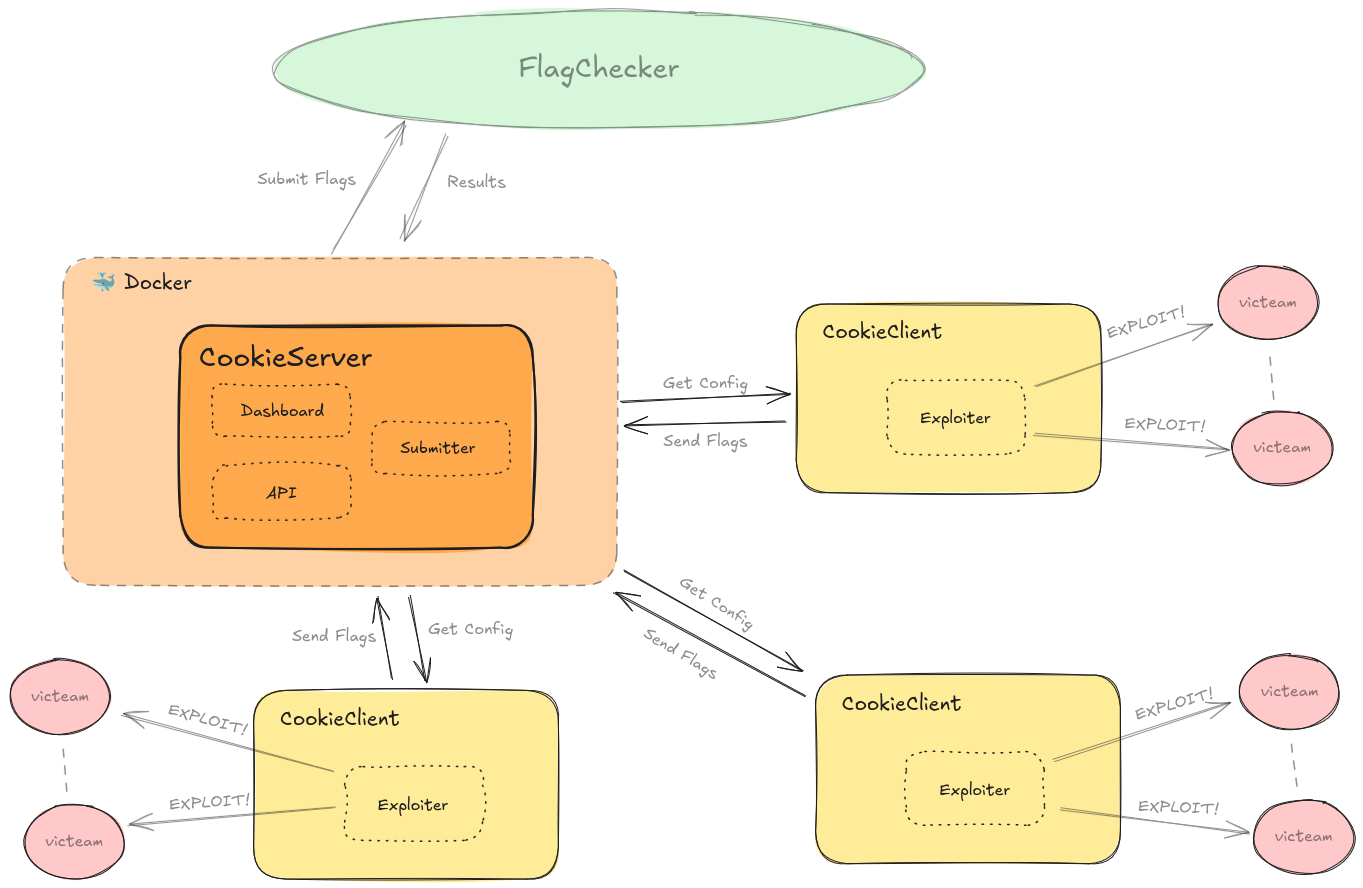 FlagChecker
Submit Flags
Results
Docker
CookieServer
Dashboard
Submitter
API
Get Config
Send Flags
CookieClient
Exploiter
EXPLOIT!
EXPLOIT!
victeam
victeam
Send Flags
Get Config
Get Config
Send Flags
victeam
victeam
EXPLOIT!
EXPLOIT!
CookieClient
Exploiter
CookieClient
Exploiter
EXPLOIT!
EXPLOIT!
victeam
victeam